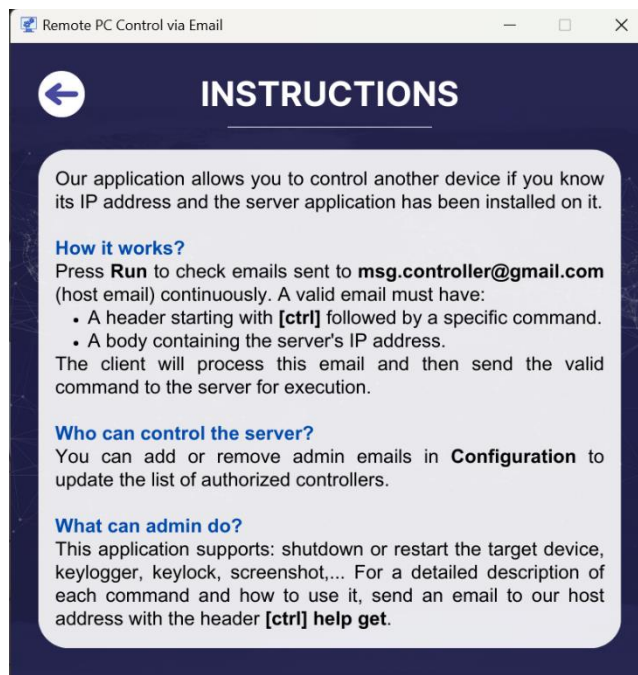 Remote PC Control via Email
INSTRUCTIONS
Our application allows you to control another device if you know
its IP address and the server application has been installed on it.
How it works?
Press Run to check emails sent to msg.controller@gmail.com
(host email) continuously. A valid email must have:
• A header starting with [ctrl] followed by a specific command.
• A body containing the server's IP address.
The client will process this email and then send the valid
command to the server for execution.
Who can control the server?
You can add or remove admin emails in Configuration to
update the list of authorized controllers.
What can admin do?
This application supports: shutdown or restart the target device,
keylogger, keylock, screenshot,... For a detailed description of
each command and how to use it, send an email to our host
address with the header [ctrl] help get.